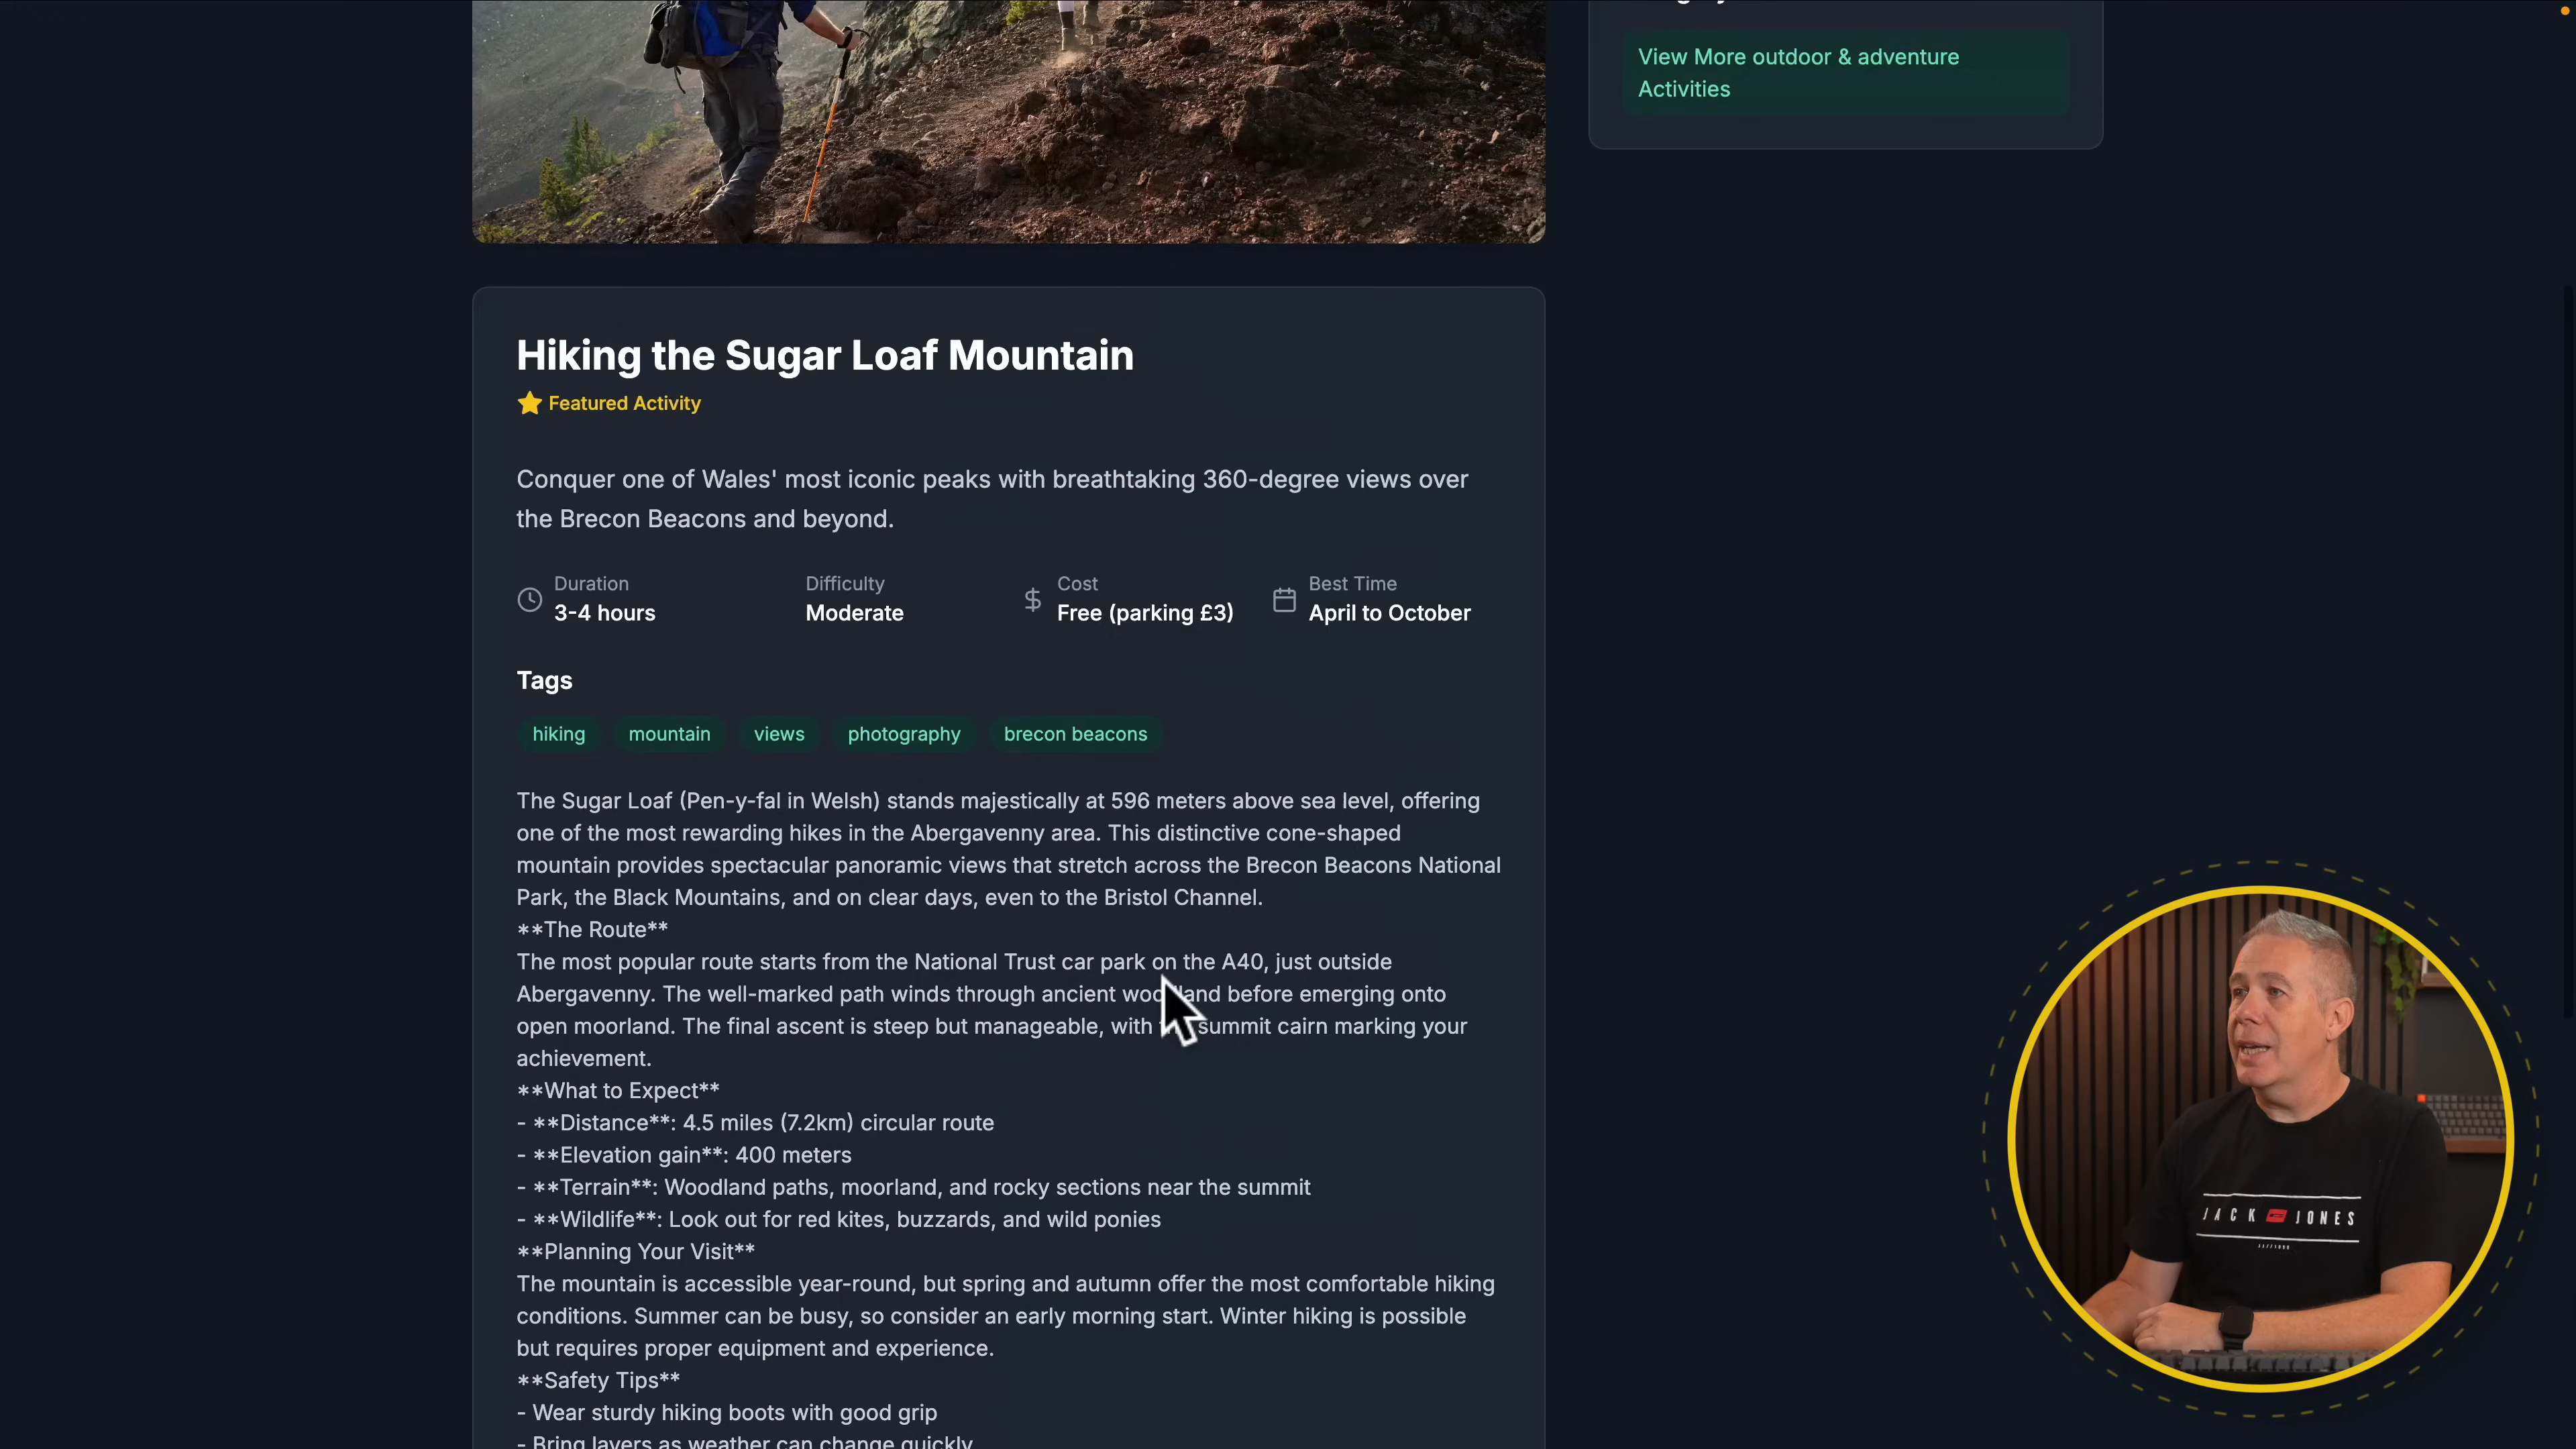 View More outdoor & adventure
Activities
Hiking the Sugar Loaf Mountain
Featured Activity
Conquer one of Wales' most iconic peaks with breathtaking 360-degree views over
the Brecon Beacons and beyond.
Duration
3-4 hours
Difficulty
Moderate
Cost
Free (parking £3)
Best Time
April to October
Tags
hiking
mountain
views
photography
brecon beacons
The Sugar Loaf (Pen-y-fal in Welsh) stands majestically at 596 meters above sea level, offering
one of the most rewarding hikes in the Abergavenny area. This distinctive cone-shaped
mountain provides spectacular panoramic views that stretch across the Brecon Beacons National
Park, the Black Mountains, and on clear days, even to the Bristol Channel.
**The Route**
The most popular route starts from the National Trust car park on the A40, just outside
Abergavenny. The well-marked path winds through ancient woodland before emerging onto
open moorland. The final ascent is steep but manageable, with summit cairn marking your
achievement.
**What to Expect**
- **Distance**: 4.5 miles (7.2km) circular route
- **Elevation gain**: 400 meters
- **Terrain**: Woodland paths, moorland, and rocky sections near the summit
- **Wildlife**: Look out for red kites, buzzards, and wild ponies
**Planning Your Visit**
The mountain is accessible year-round, but spring and autumn offer the most comfortable hiking
conditions. Summer can be busy, so consider an early morning start. Winter hiking is possible
but requires proper equipment and experience.
**Safety Tips**
- Wear sturdy hiking boots with good grip
- Bring layers as weather can change quickly
JACK JONES